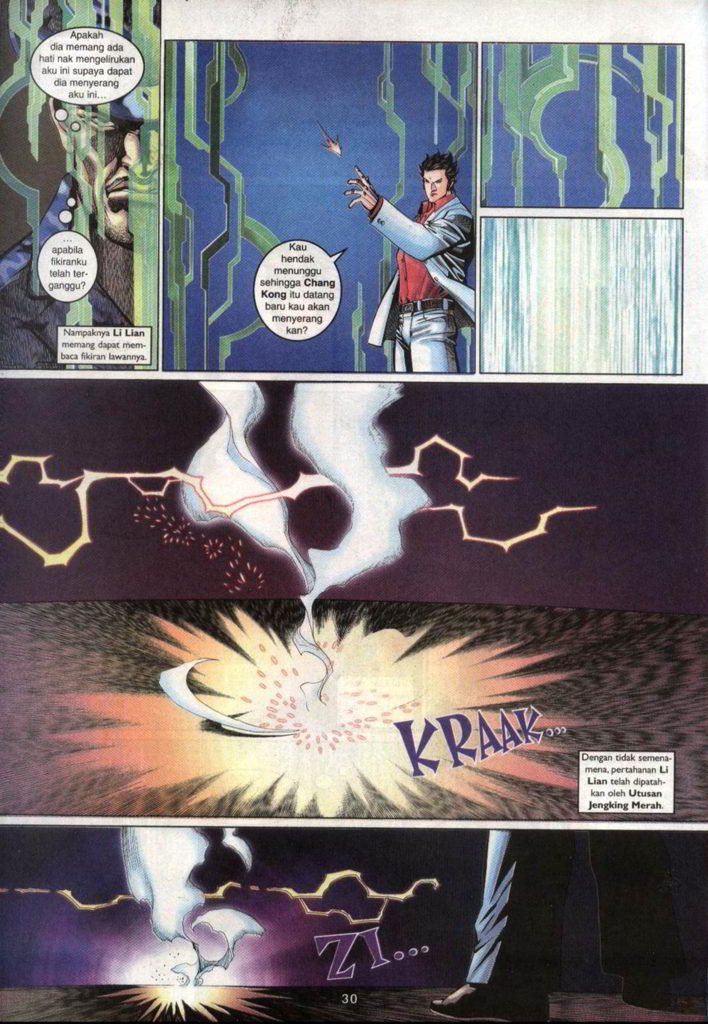 Apakah
dia memang ada
hati nak mengelirukan
aku ini supaya dapat
dia menyerang
aku ini...
...
apabila
fikiranku
telah ter-
ganggu?
Nampaknya Li Lian
memang dapat mem-
baca fikiran lawannya.
Kau
hendak
menunggu
sehingga Chang
Kong itu datang
baru kau akan
menyerang
kan?
KRAAK...
Dengan tidak semena-
mena, pertahanan Li
Lian telah dipatah-
kan oleh Utusan
Jengking Merah.
ZI...
30